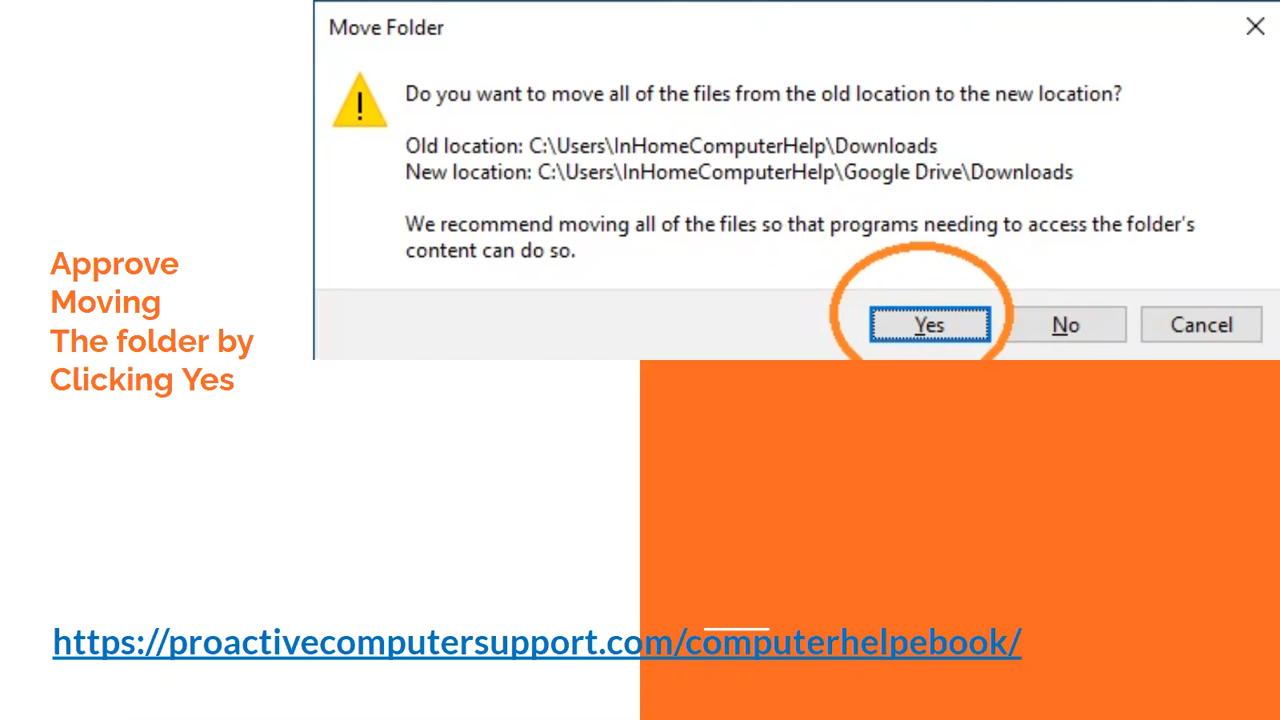 Move Folder
Do you want to move all of the files from the old location to the new location?
Old location: C:\Users\InHomeComputerHelp\Downloads
New location: C:\Users\InHomeComputerHelp\Google Drive\Downloads
We recommend moving all of the files so that programs needing to access the folder's
content can do so.
Yes No Cancel
Approve
Moving
The folder by
Clicking Yes
https://proactivecomputersupport.com/computerhelpebook/